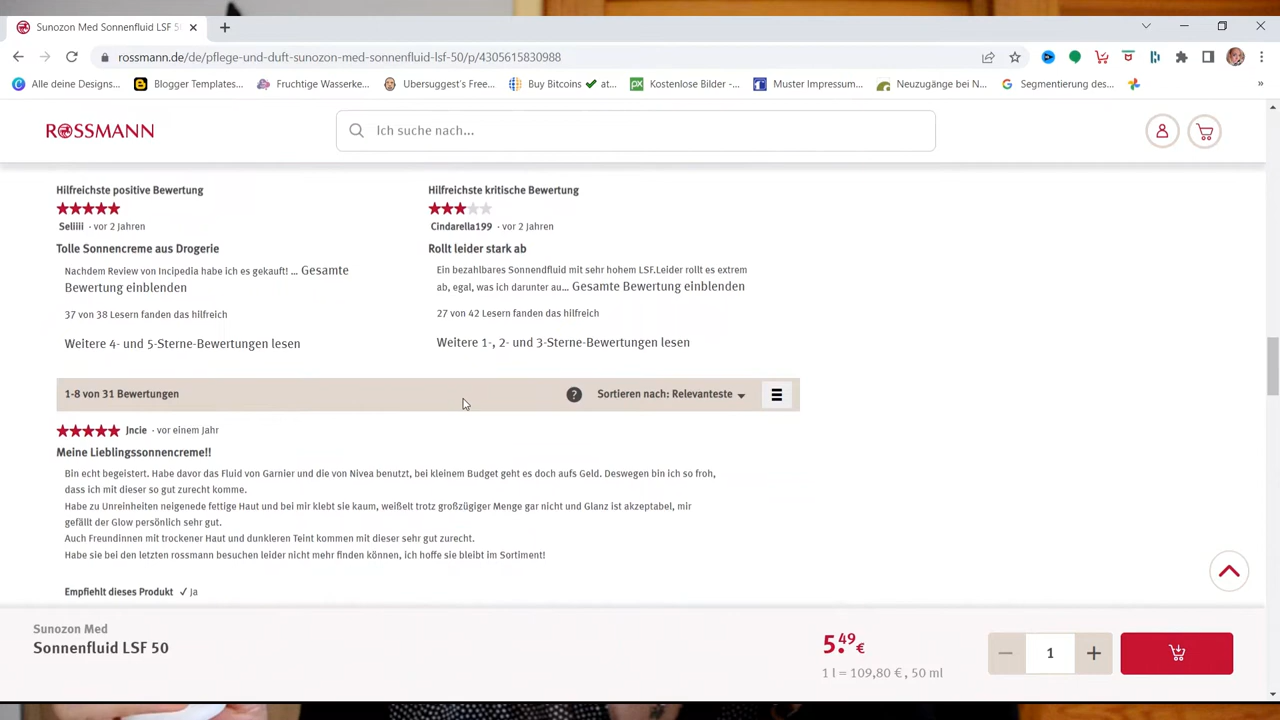 Sunozon Med Sonnenfluid LSF 50
rossmann.de/de/pflege-und-duft-sunozon-med-sonnenfluid-lsf-50/p/4305615830988
Alle deine Designs... Blogger Templates... Fruchtige Wasserke... Ubersuggest's Free... Buy Bitcoins ✔ at... Kostenlose Bilder -... Muster Impressum... Neuzugänge bei N... Segmentierung des... »
ROSSMANN
Ich suche nach...
Hilfreichste positive Bewertung
Seliiii · vor 2 Jahren
Tolle Sonnencreme aus Drogerie
Nachdem Review von Incipedia habe ich es gekauft! ... Gesamte
Bewertung einblenden
37 von 38 Lesern fanden das hilfreich
Weitere 4- und 5-Sterne-Bewertungen lesen
Hilfreichste kritische Bewertung
Cindarella199 · vor 2 Jahren
Rollt leider stark ab
Ein bezahlbares Sonnendfluid mit sehr hohem LSF.Leider rollt es extrem
ab, egal, was ich darunter au... Gesamte Bewertung einblenden
27 von 42 Lesern fanden das hilfreich
Weitere 1-, 2- und 3-Sterne-Bewertungen lesen
1-8 von 31 Bewertungen ? Sortieren nach: Relevanteste
Jncie · vor einem Jahr
Meine Lieblingssonnencreme!!
Bin echt begeistert. Habe davor das Fluid von Garnier und die von Nivea benutzt, bei kleinem Budget geht es doch aufs Geld. Deswegen bin ich so froh,
dass ich mit dieser so gut zurecht komme.
Habe zu Unreinheiten neigenede fettige Haut und bei mir klebt sie kaum, weißelt trotz großzügiger Menge gar nicht und Glanz ist akzeptabel, mir
gefällt der Glow persönlich sehr gut.
Auch Freundinnen mit trockener Haut und dunkleren Teint kommen mit dieser sehr gut zurecht.
Habe sie bei den letzten rossmann besuchen leider nicht mehr finden können, ich hoffe sie bleibt im Sortiment!
Empfiehlt dieses Produkt ✓ Ja
Sunozon Med
Sonnenfluid LSF 50
5.49 €
1 l = 109,80 € , 50 ml
− 1 +